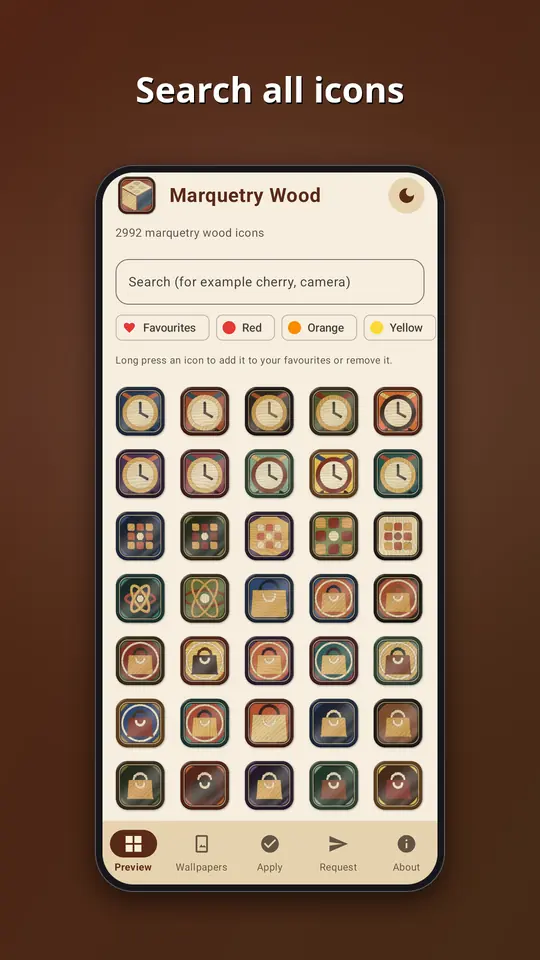 Search all icons
Marquetry Wood
2992 marquetry wood icons
Search (for example cherry, camera)
Favourites Red Orange Yellow
Long press an icon to add it to your favourites or remove it.
Preview Wallpapers Apply Request About